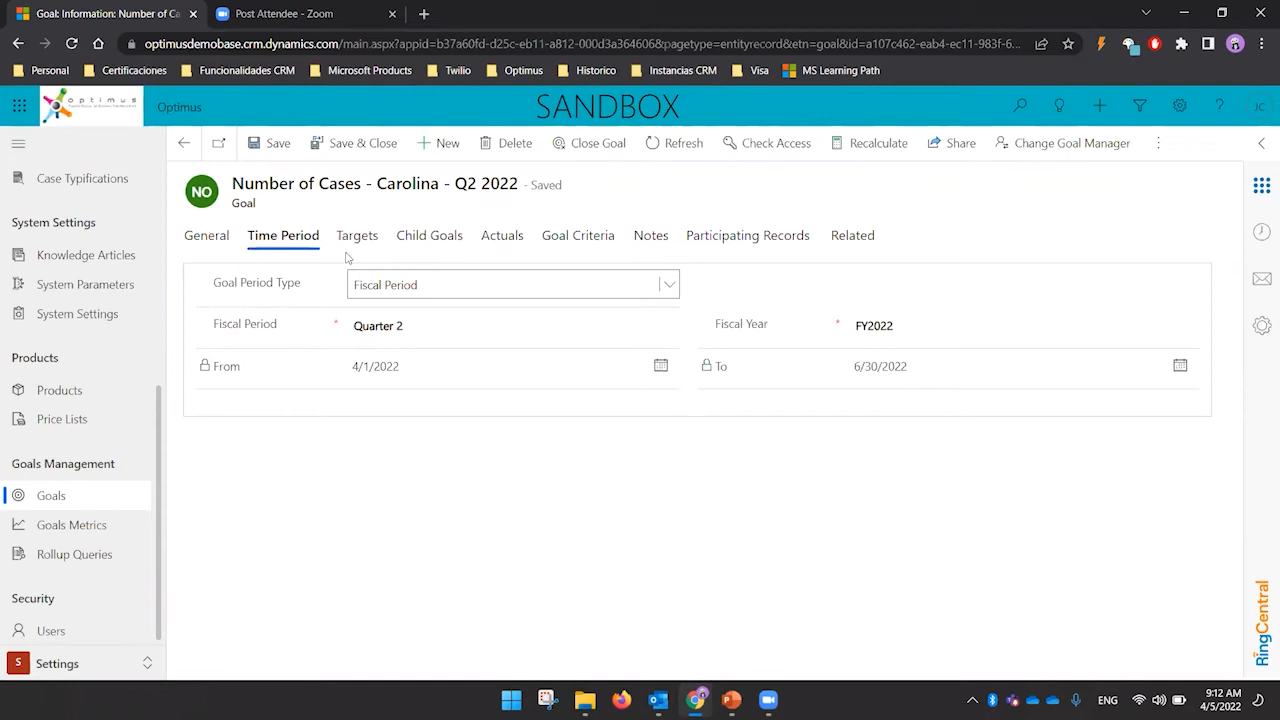 Goal: Information: Number of Ca
Post Attendee - Zoom
optimusdemobase.crm.dynamics.com/main.aspx?appid=b37a60fd-d25c-eb11-a812-000d3a364606&pagetype=entityrecord&etn=goal&id=a107c462-eab4-ec11-983f-6...
Personal
Certificaciones
Funcionalidades CRM
Microsoft Products
Twilio
Optimus
Historico
Instancias CRM
Visa
MS Learning Path
optimus
Optimus
SANDBOX
JC
Save
Save & Close
New
Delete
Close Goal
Refresh
Check Access
Recalculate
Share
Change Goal Manager
Case Typifications
System Settings
Knowledge Articles
System Parameters
System Settings
Products
Products
Price Lists
Goals Management
Goals
Goals Metrics
Rollup Queries
Security
Users
S
Settings
NO
Number of Cases - Carolina - Q2 2022
- Saved
Goal
General
Time Period
Targets
Child Goals
Actuals
Goal Criteria
Notes
Participating Records
Related
Goal Period Type
Fiscal Period
Fiscal Period
*
Quarter 2
Fiscal Year
*
FY2022
From
4/1/2022
To
6/30/2022
RingCentral
ENG
9:12 AM
4/5/2022